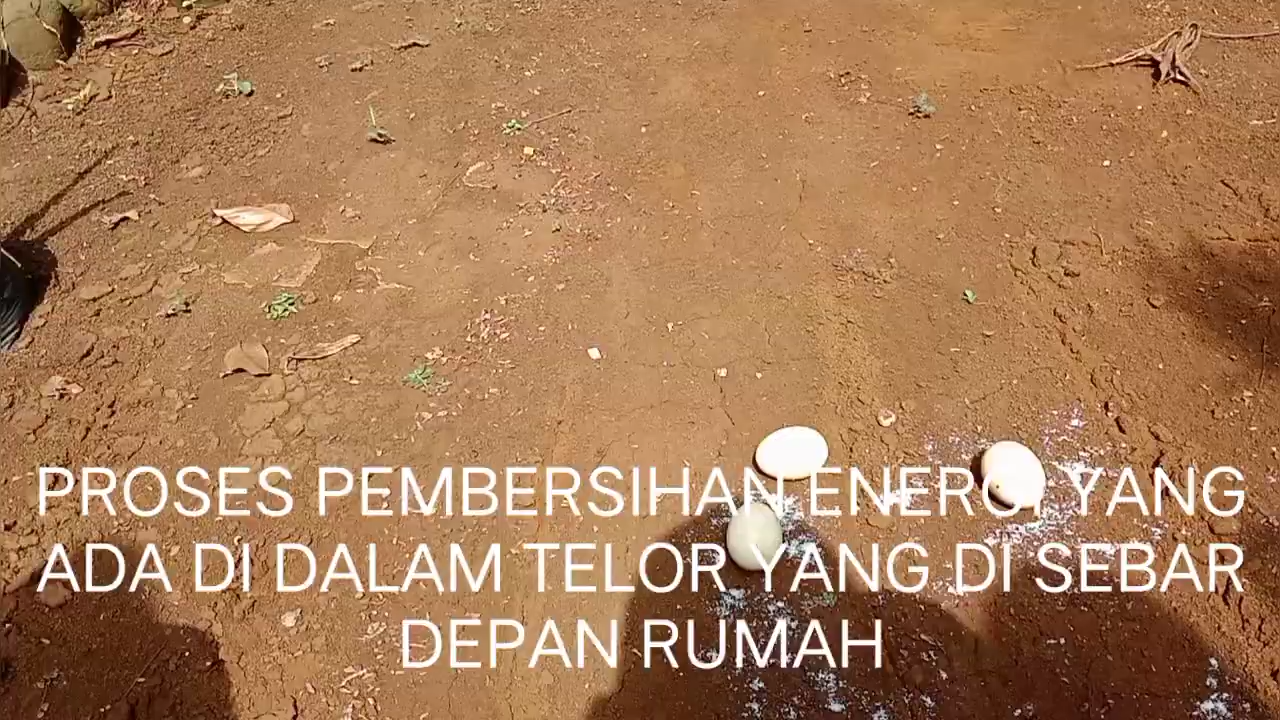 PROSES PEMBERSIHAN ENERGI YANG
ADA DI DALAM TELOR YANG DI SEBAR
DEPAN RUMAH